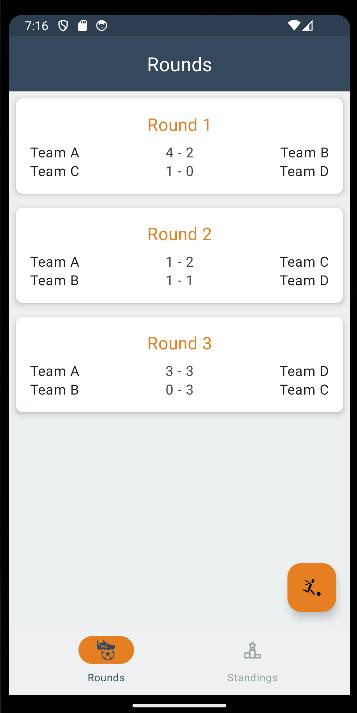 7:16
Rounds
Round 1
Team A 4 - 2 Team B
Team C 1 - 0 Team D
Round 2
Team A 1 - 2 Team C
Team B 1 - 1 Team D
Round 3
Team A 3 - 3 Team D
Team B 0 - 3 Team C
Rounds Standings